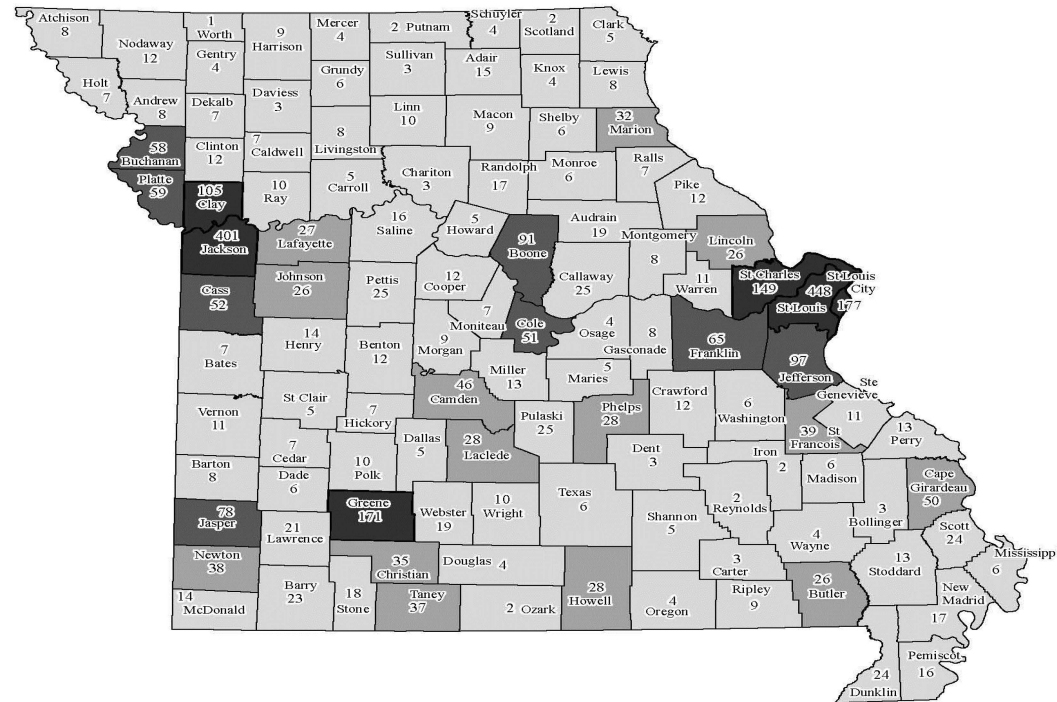 Atchison
8
Nodaway
12
1
Worth
9
Harrison
Mercer
4
2 Putnam
Schuyler
4
2
Scotland
Clark
5
Holt
7
Andrew
8
Gentry
4
Dekalb
7
Daviess
3
Grundy
6
Sullivan
3
Adair
15
Knox
4
Lewis
8
Linn
10
Macon
9
Shelby
6
32
Marion
58
Buchanan
Clinton
12
7
Caldwell
8
Livingston
Platte
59
105
Clay
10
Ray
5
Carroll
Chariton
3
Randolph
17
Monroe
6
Ralls
7
Pike
12
401
Jackson
27
Lafayette
16
Saline
5
Howard
91
Boone
Audrain
19
Montgomery
8
Lincoln
26
Johnson
26
Pettis
25
12
Cooper
Callaway
25
11
Warren
St Charles
149
St Louis
City
177
448
St Louis
Cass
52
14
Henry
Benton
12
9
Morgan
7
Moniteau
Cole
51
4
Osage
8
Gasconade
65
Franklin
97
Jefferson
7
Bates
Miller
13
5
Maries
46
Camden
St Clair
5
7
Hickory
Pulaski
25
Phelps
28
Crawford
12
6
Washington
Ste
Genevieve
11
39
St
Francois
13
Perry
Vernon
11
7
Cedar
10
Polk
Dallas
5
28
Laclede
Dent
3
Iron
2
6
Madison
Barton
8
Dade
6
Texas
6
Shannon
5
2
Reynolds
3
Bollinger
Cape
Girardeau
50
78
Jasper
21
Lawrence
Greene
171
Webster
19
10
Wright
4
Wayne
Scott
24
Mississipp
6
Newton
38
35
Christian
Douglas 4
28
Howell
3
Carter
13
Stoddard
14
McDonald
Barry
23
18
Stone
Taney
37
2 Ozark
4
Oregon
Ripley
9
26
Butler
New
Madrid
17
Pemiscot
16
24
Dunklin